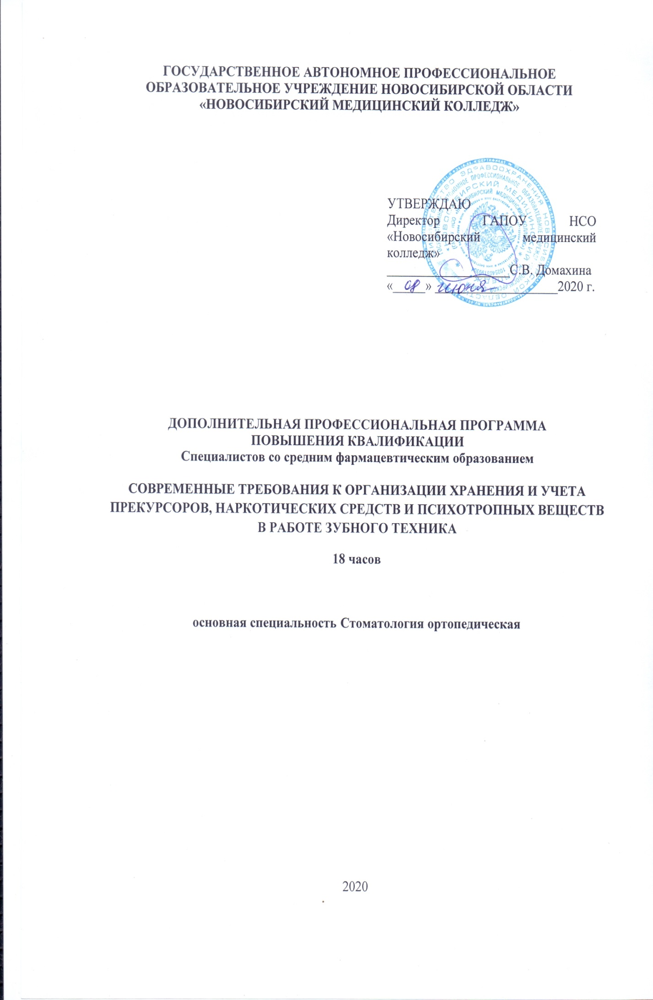 ГОСУДАРСТВЕННОЕ АВТОНОМНОЕ ПРОФЕССИОНАЛЬНОЕ
ОБРАЗОВАТЕЛЬНОЕ УЧРЕЖДЕНИЕ НОВОСИБИРСКОЙ ОБЛАСТИ
«НОВОСИБИРСКИЙ МЕДИЦИНСКИЙ КОЛЛЕДЖ»
УТВЕРЖДАЮ
Директор ГАПОУ НСО
«Новосибирский медицинский
колледж»
С.В. Домахина
«08» июня 2020 г.
ДОПОЛНИТЕЛЬНАЯ ПРОФЕССИОНАЛЬНАЯ ПРОГРАММА
ПОВЫШЕНИЯ КВАЛИФИКАЦИИ
Специалистов со средним фармацевтическим образованием
СОВРЕМЕННЫЕ ТРЕБОВАНИЯ К ОРГАНИЗАЦИИ ХРАНЕНИЯ И УЧЕТА
ПРЕКУРСОРОВ, НАРКОТИЧЕСКИХ СРЕДСТВ И ПСИХОТРОПНЫХ ВЕЩЕСТВ
В РАБОТЕ ЗУБНОГО ТЕХНИКА
18 часов
основная специальность Стоматология ортопедическая
2020